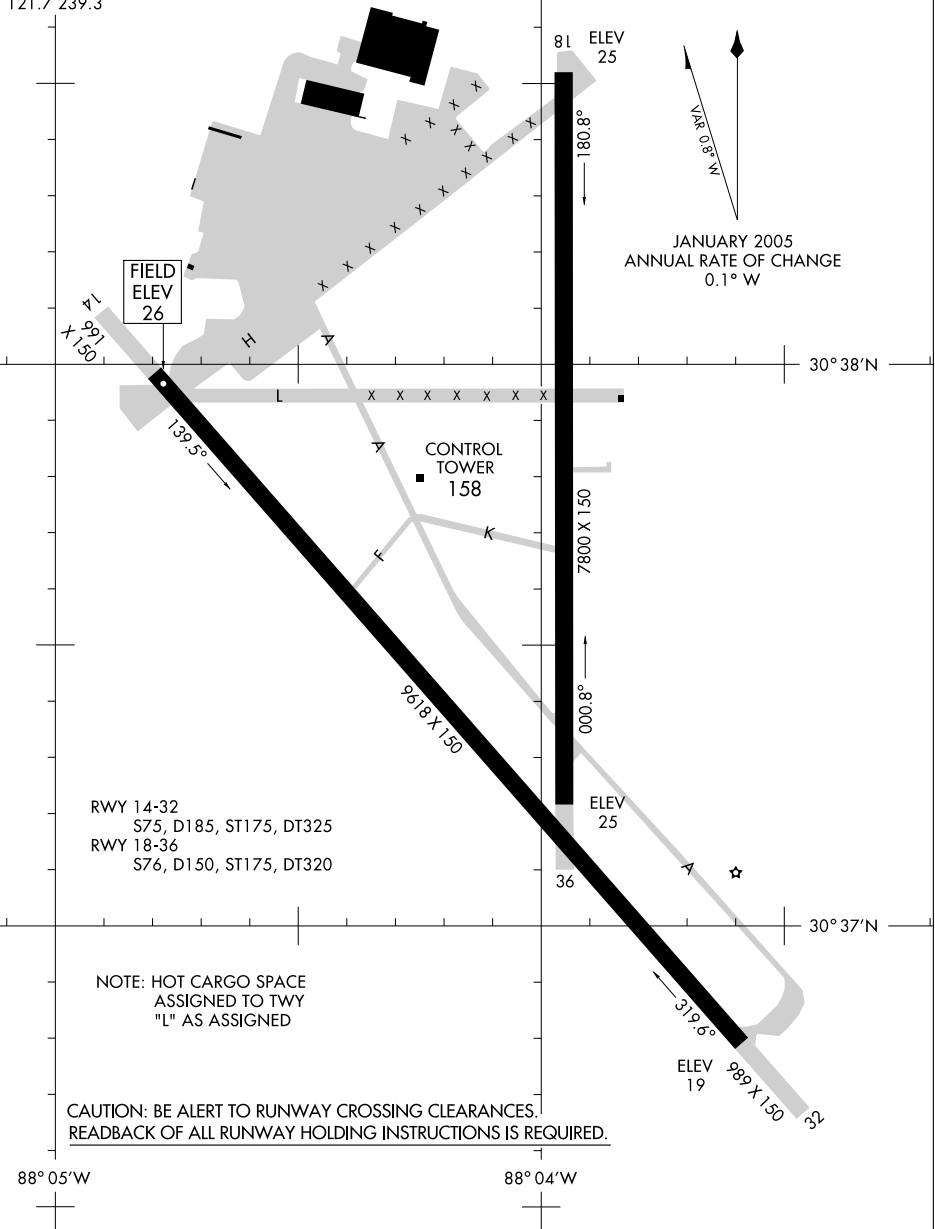 121.7 239.3
18
ELEV
25
180.8°
VAR 0.8° W
JANUARY 2005
ANNUAL RATE OF CHANGE
0.1° W
X X X X X X X X X X X X X X X X X
FIELD
ELEV
26
14
991
X 150
H
A
30° 38'N
L
X X X X X X X
139.5°
A
CONTROL
TOWER
158
K
F
7800 X 150
000.8°
9618 X 150
RWY 14-32
S75, D185, ST175, DT325
RWY 18-36
S76, D150, ST175, DT320
ELEV
25
36
A
30° 37'N
NOTE: HOT CARGO SPACE
ASSIGNED TO TWY
"L" AS ASSIGNED
319.6°
ELEV
19
989 X 150
32
CAUTION: BE ALERT TO RUNWAY CROSSING CLEARANCES.
READBACK OF ALL RUNWAY HOLDING INSTRUCTIONS IS REQUIRED.
88° 05'W
88° 04'W